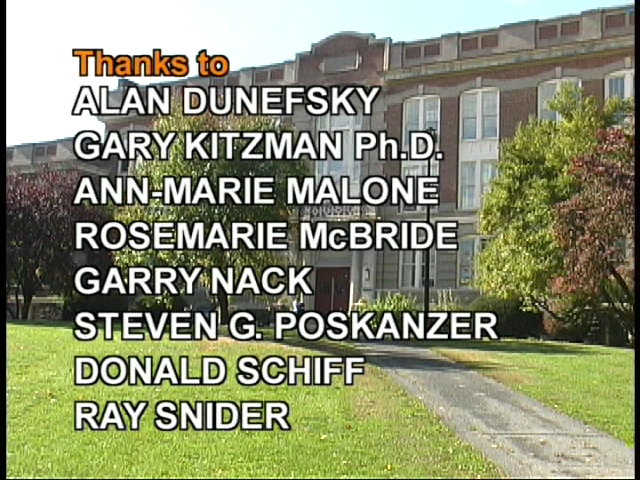 Thanks to
ALAN DUNEFSKY
GARY KITZMAN Ph.D.
ANN-MARIE MALONE
ROSEMARIE McBRIDE
GARRY NACK
STEVEN G. POSKANZER
DONALD SCHIFF
RAY SNIDER